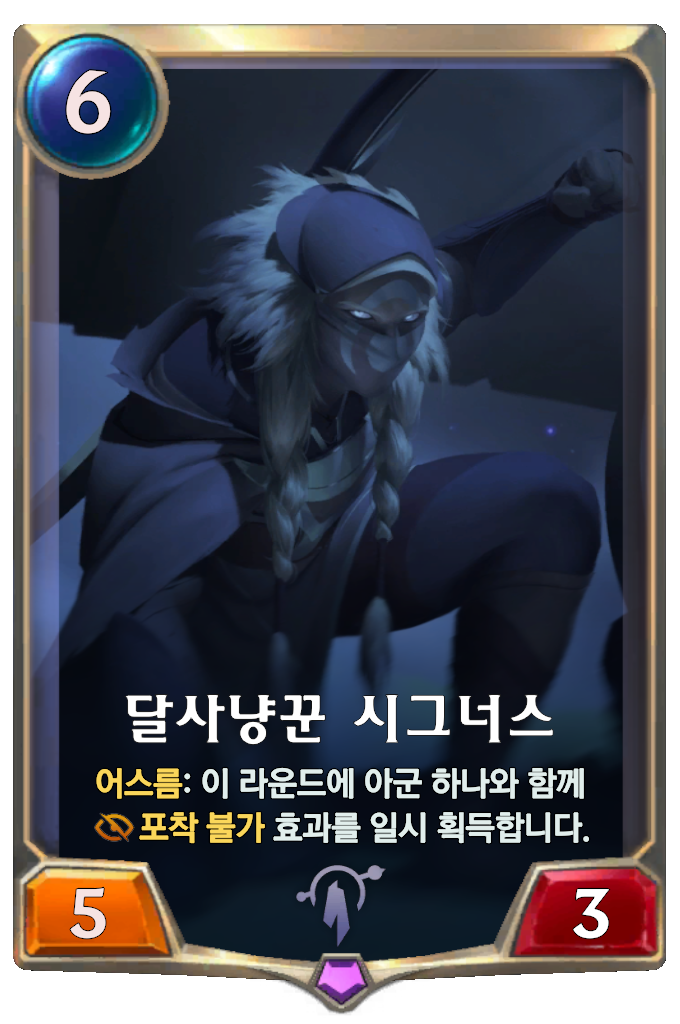 6
달사냥꾼 시그너스
어스름: 이 라운드에 아군 하나와 함께
포착 불가 효과를 일시 획득합니다.
5
3